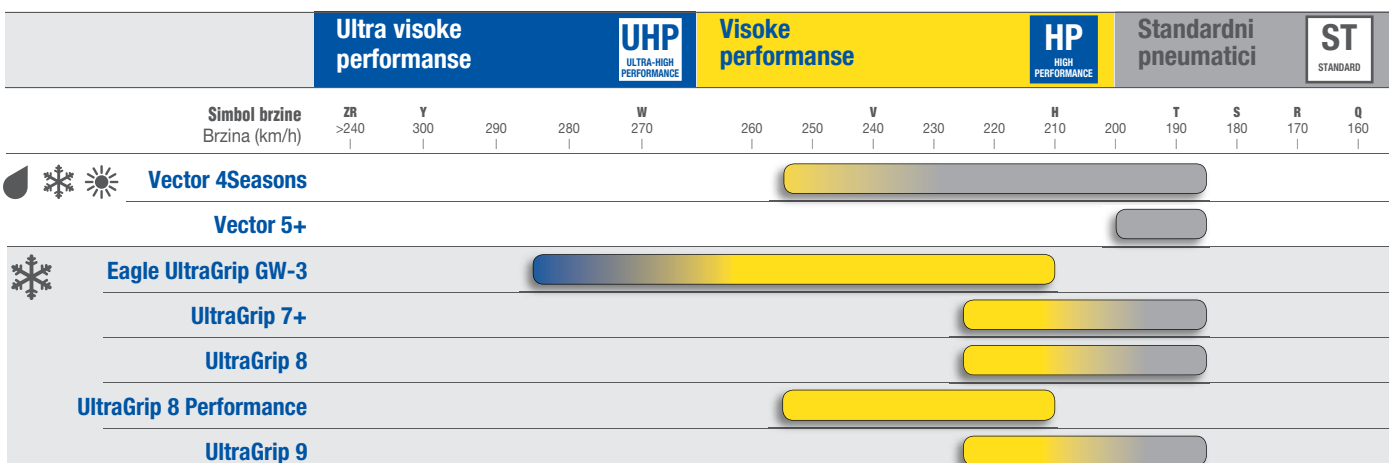 Ultra visoke
performanse
UHP
ULTRA-HIGH
PERFORMANCE
Visoke
performanse
HP
HIGH
PERFORMANCE
Standardni
pneumatici
ST
STANDARD
Simbol brzine ZR Y W V H T S R Q
Brzina (km/h) >240 300 290 280 270 260 250 240 230 220 210 200 190 180 170 160
Vector 4Seasons
Vector 5+
Eagle UltraGrip GW-3
UltraGrip 7+
UltraGrip 8
UltraGrip 8 Performance
UltraGrip 9